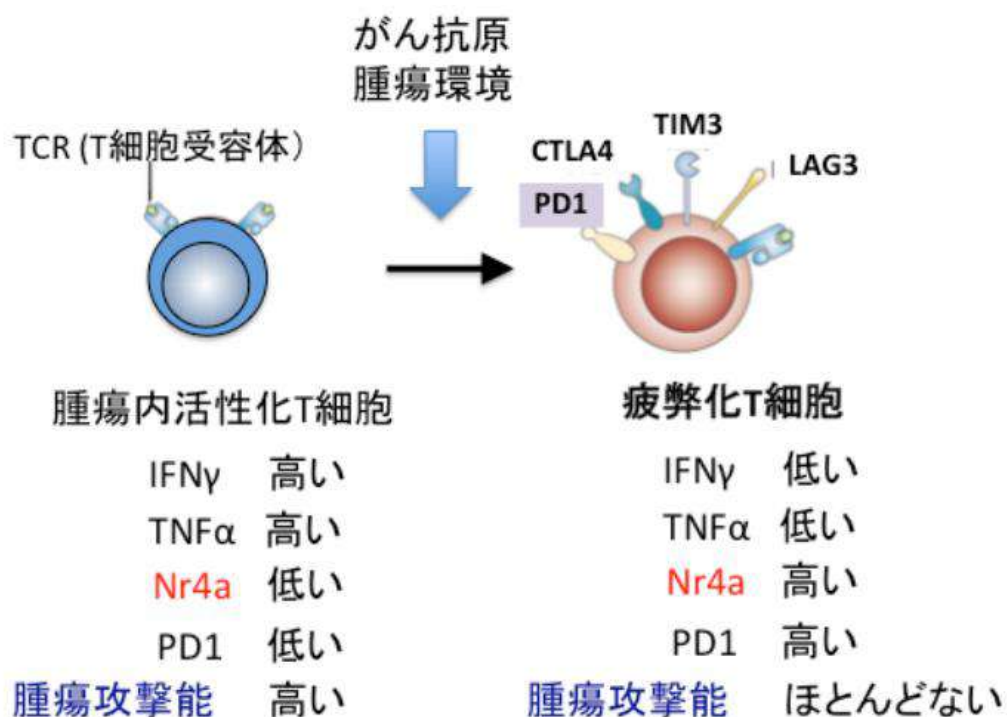 がん抗原
腫瘍環境
TCR (T細胞受容体）
CTLA4
TIM3
LAG3
PD1
腫瘍内活性化T細胞
IFNγ 高い
TNFα 高い
Nr4a 低い
PD1 低い
腫瘍攻撃能 高い
疲弊化T細胞
IFNγ 低い
TNFα 低い
Nr4a 高い
PD1 高い
腫瘍攻撃能 ほとんどない